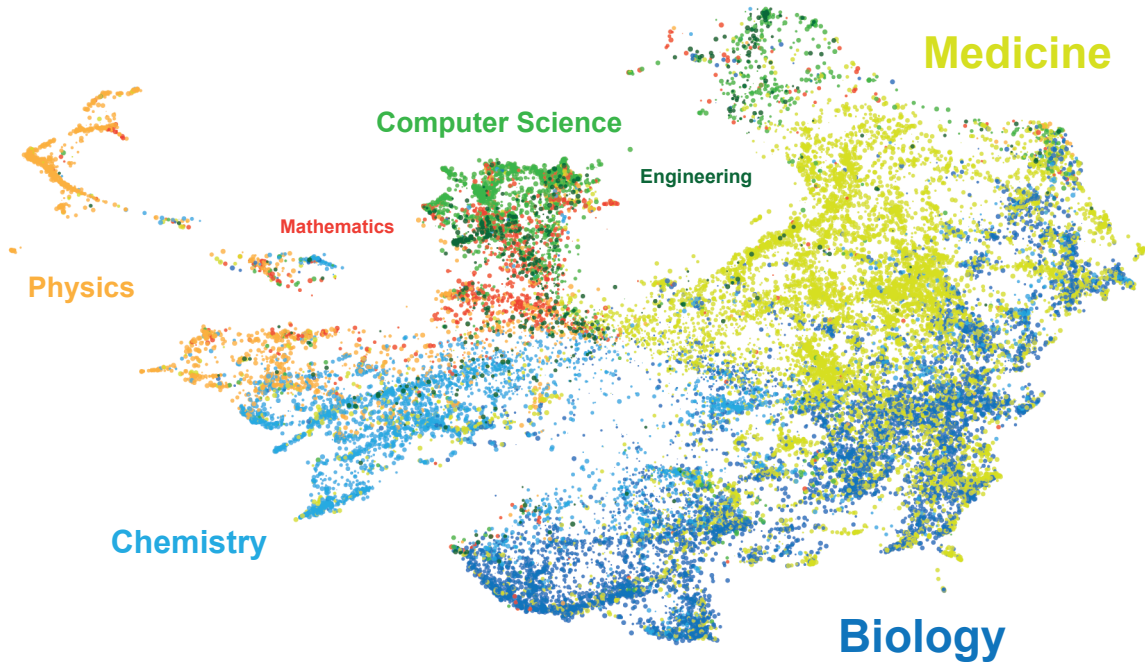 Medicine
Computer Science
Engineering
Mathematics
Physics
Chemistry
Biology